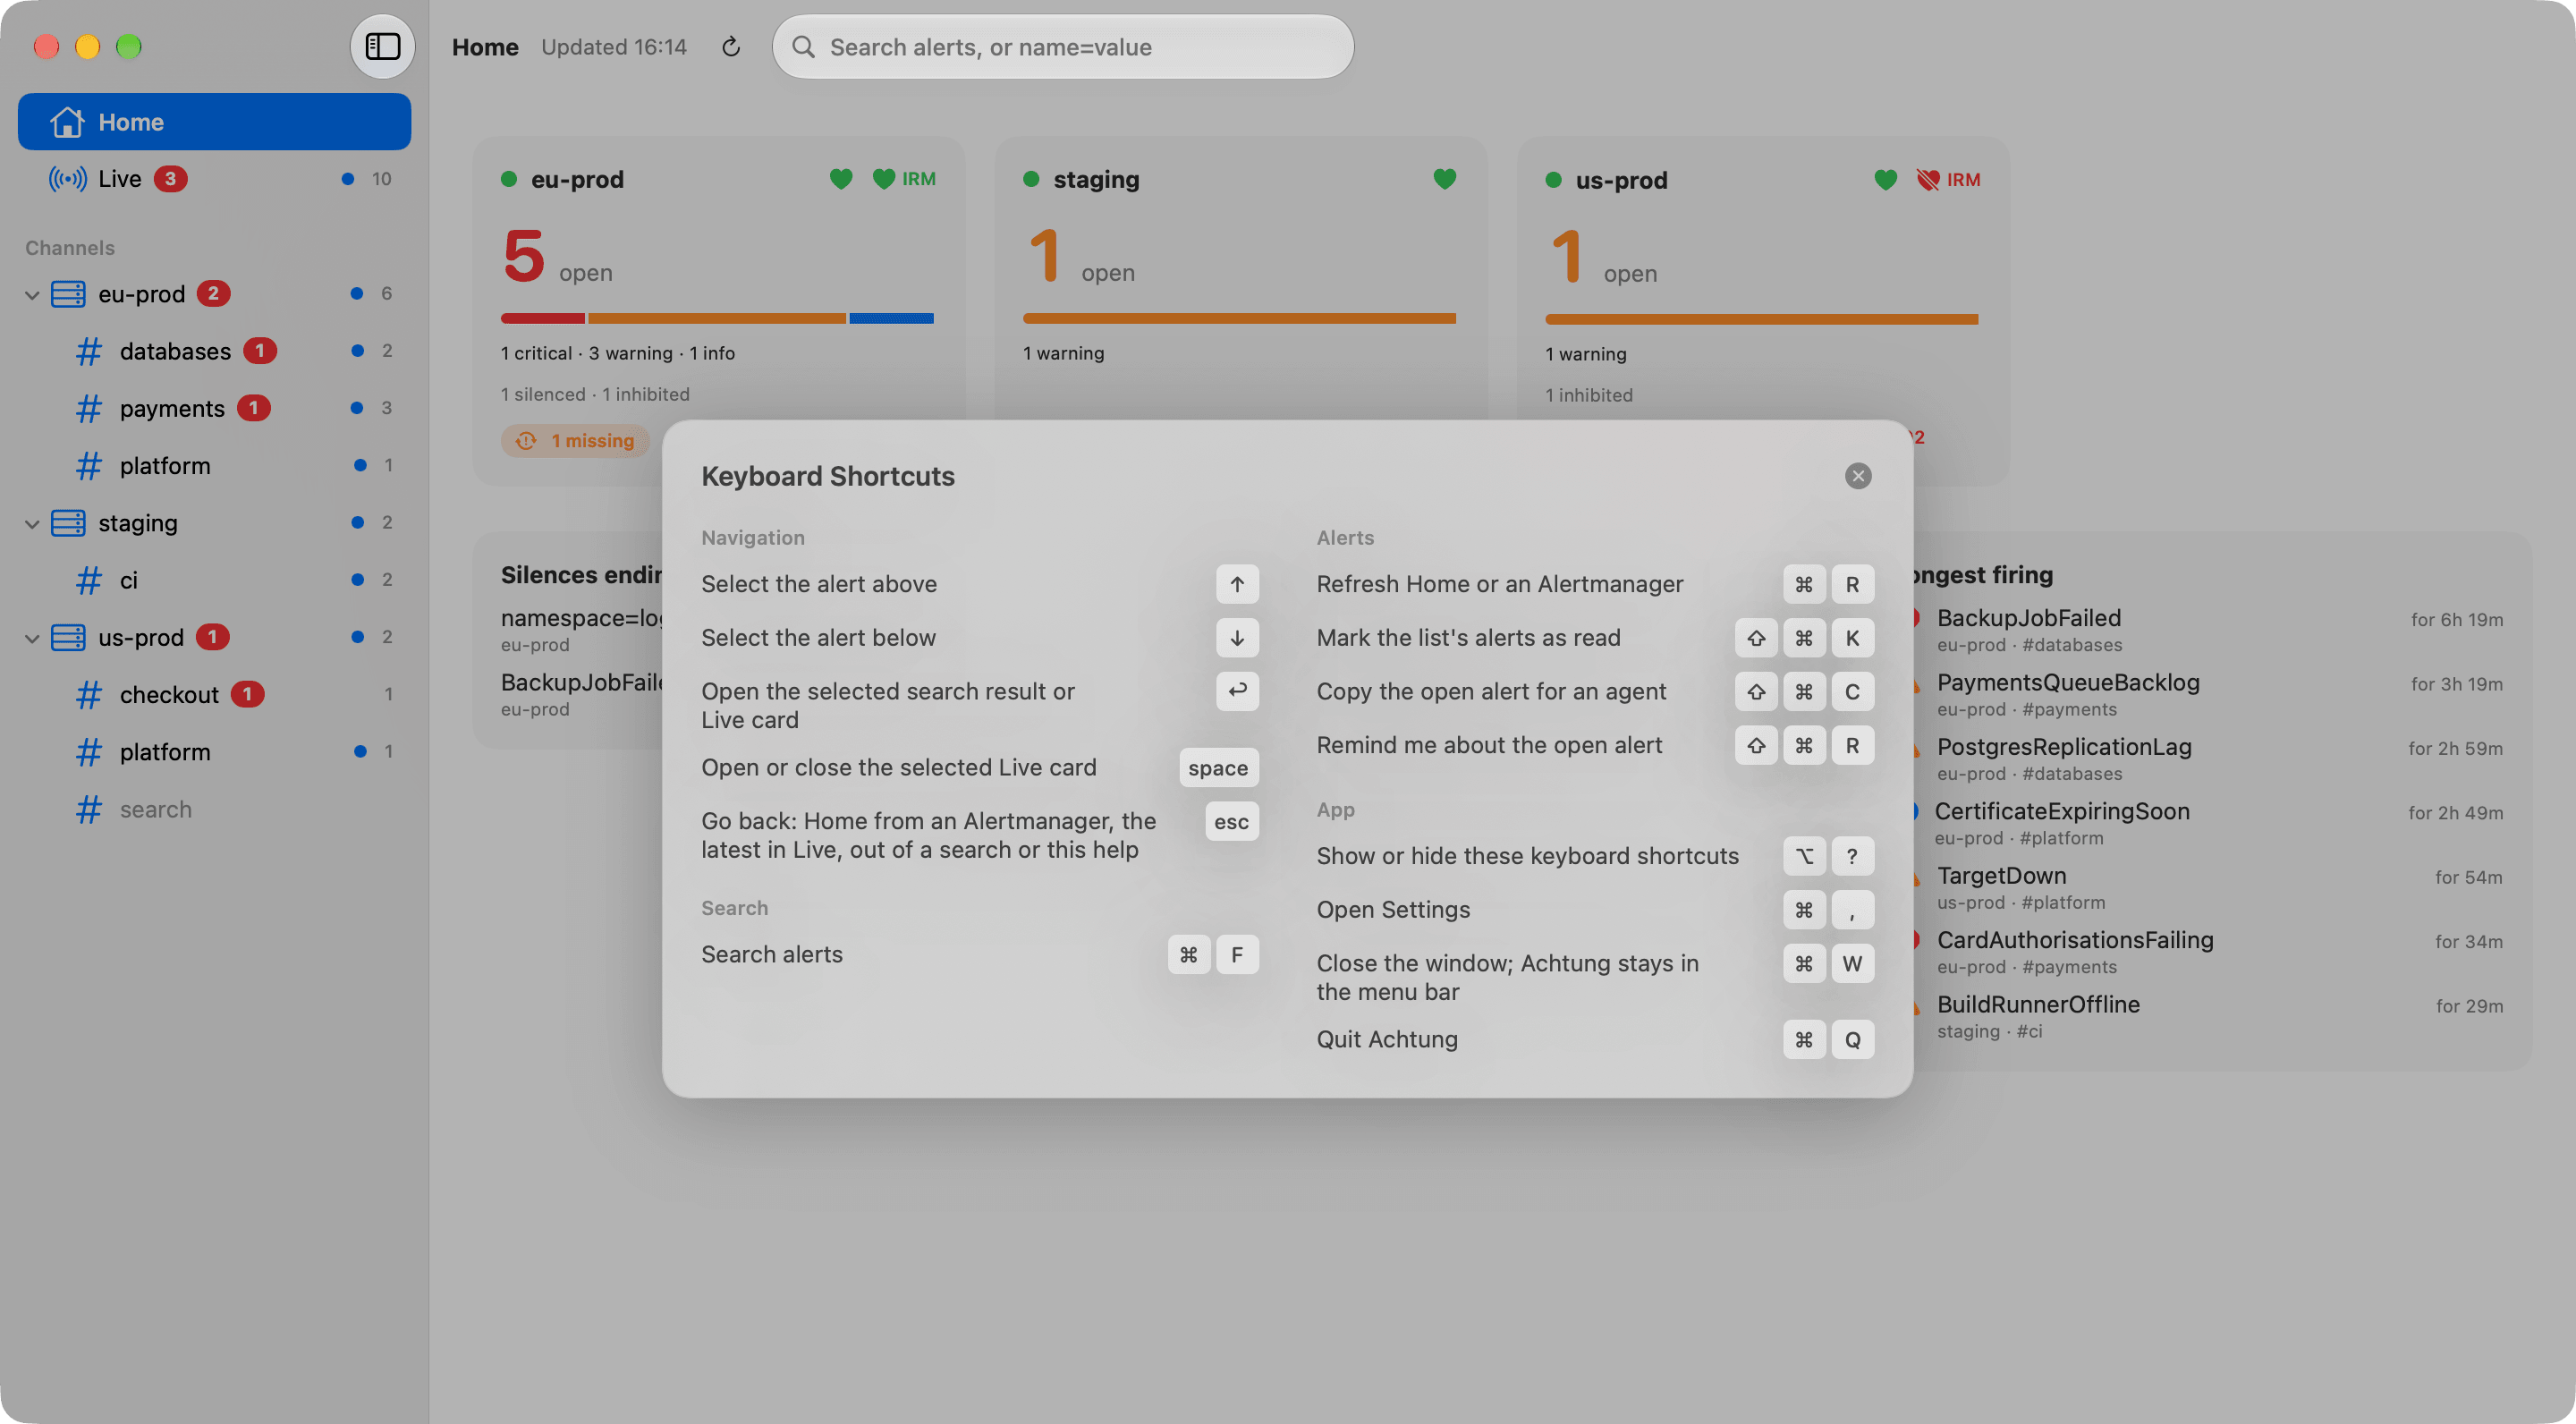 Home
Live 3 10
Channels
eu-prod 2 6
# databases 1 2
# payments 1 3
# platform 1
staging 2
# ci 2
us-prod 1 2
# checkout 1 1
# platform 1
# search
Home Updated 16:14
Search alerts, or name=value
eu-prod IRM
5 open
1 critical · 3 warning · 1 info
1 silenced · 1 inhibited
1 missing
staging
1 open
1 warning
us-prod IRM
1 open
1 warning
1 inhibited
Silences
eu-prod
eu-prod
Keyboard Shortcuts
Navigation
Select the alert above ↑
Select the alert below ↓
Open the selected search result or
Live card ↩
Open or close the selected Live card space
Go back: Home from an Alertmanager, the esc
latest in Live, out of a search or this help
Search
Search alerts ⌘ F
Alerts
Refresh Home or an Alertmanager ⌘ R
Mark the list's alerts as read ⇧ ⌘ K
Copy the open alert for an agent ⇧ ⌘ C
Remind me about the open alert ⇧ ⌘ R
App
Show or hide these keyboard shortcuts ⌥ ?
Open Settings ⌘ ,
Close the window; Achtung stays in ⌘ W
the menu bar
Quit Achtung ⌘ Q
firing
BackupJobFailed for 6h 19m
eu-prod · #databases
PaymentsQueueBacklog for 3h 19m
eu-prod · #payments
PostgresReplicationLag for 2h 59m
eu-prod · #databases
CertificateExpiringSoon for 2h 49m
eu-prod · #platform
TargetDown for 54m
us-prod · #platform
CardAuthorisationsFailing for 34m
eu-prod · #payments
BuildRunnerOffline for 29m
staging · #ci